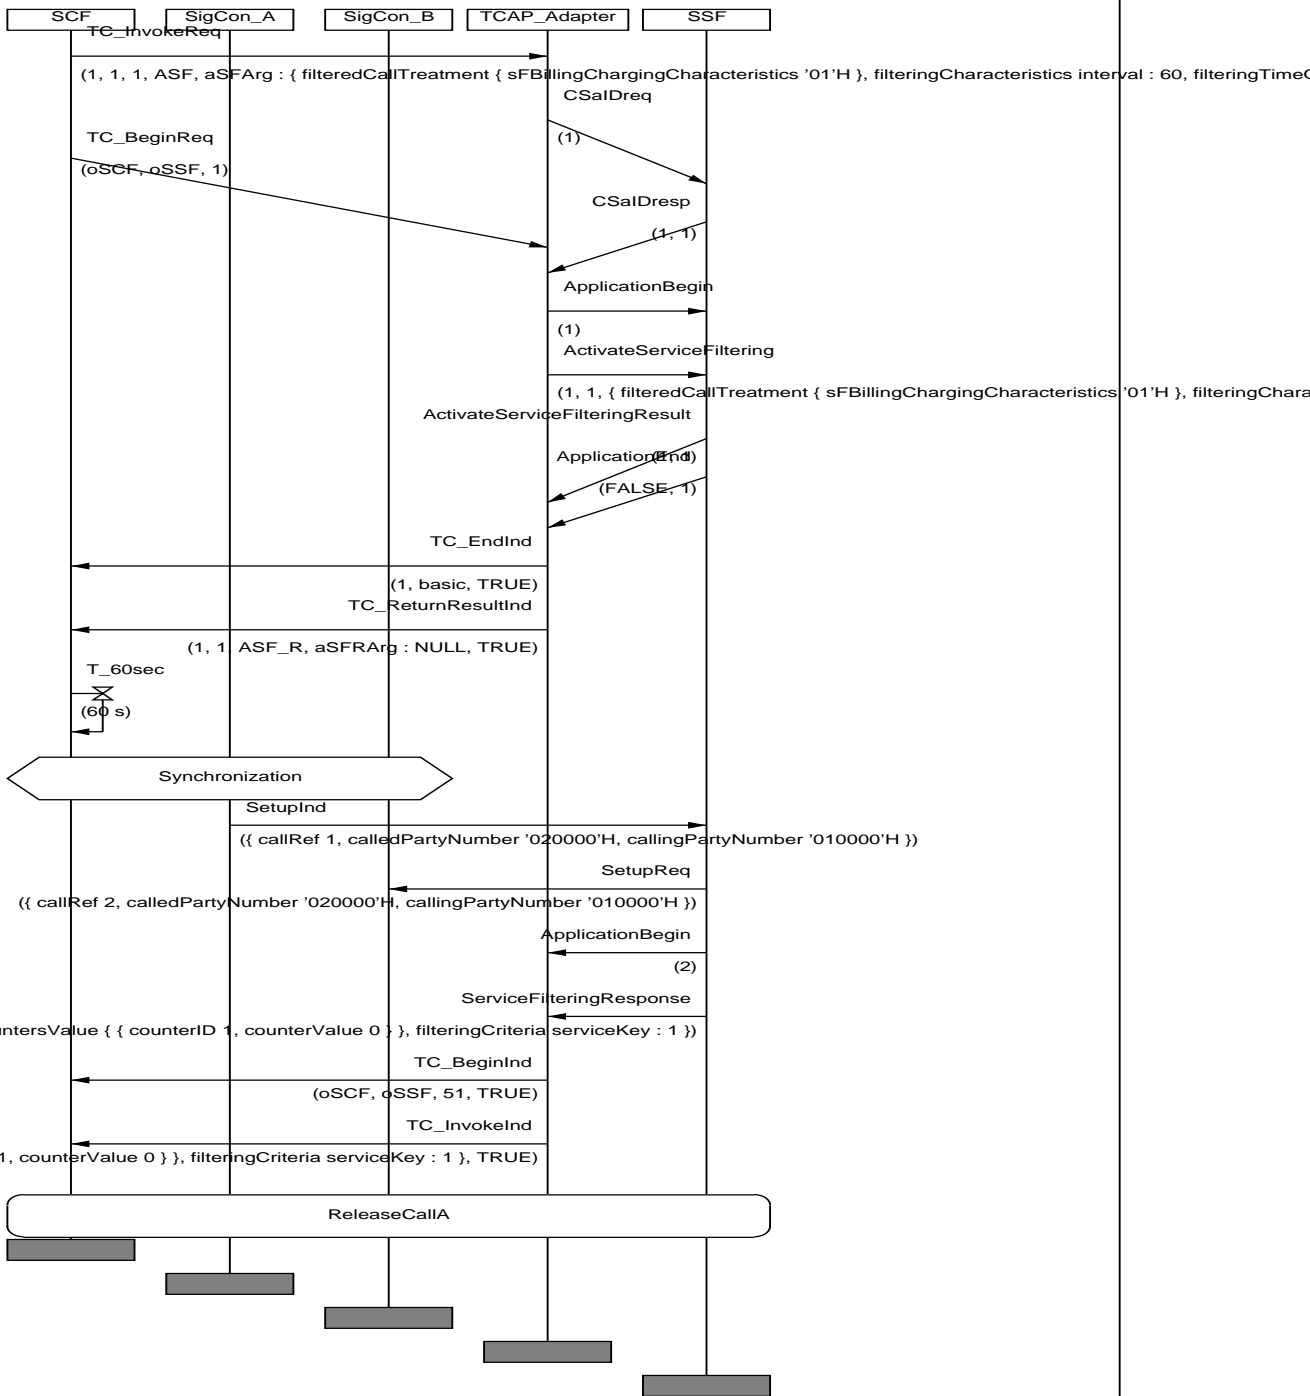 SCF SigCon_A SigCon_B TCAP_Adapter SSF
TC_InvokeReq
(1, 1, 1, ASF, aSFArg : { filteredCallTreatment { sFBillingChargingCharacteristics '01'H }, filteringCharacteristics interval : 60,
CSaIDreq
(1)
TC_BeginReq
(oSCF, oSSF, 1)
CSaIDresp
(1, 1)
ApplicationBegin
(1)
ActivateServiceFiltering
(1, 1, { filteredCallTreatment { sFBillingChargingCharacteristics '01'H },
ActivateServiceFilteringResult
ApplicationEnd
(FALSE, 1)
TC_EndInd
(1, basic, TRUE)
TC_ReturnResultInd
(1, 1, ASF_R, aSFRArg : NULL, TRUE)
T_60sec
(60 s)
Synchronization
SetupInd
({ callRef 1, calledPartyNumber '020000'H, callingPartyNumber '010000'H })
SetupReq
({ callRef 2, calledPartyNumber '020000'H, callingPartyNumber '010000'H })
ApplicationBegin
(2)
ServiceFilteringResponse
ntersValue { { counterID 1, counterValue 0 } }, filteringCriteria serviceKey : 1 })
TC_BeginInd
(oSCF, oSSF, 51, TRUE)
TC_InvokeInd
1, counterValue 0 } }, filteringCriteria serviceKey : 1 }, TRUE)
ReleaseCallA